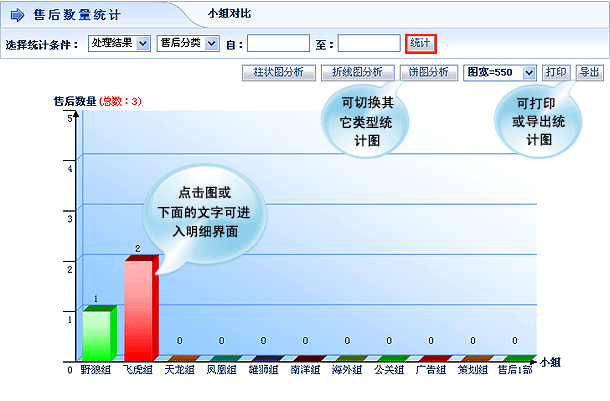 售后数量统计
小组对比
选择统计条件： 处理结果 售后分类 自： 至： 统计
柱状图分析 折线图分析 饼图分析 图宽=550 打印 导出
售后数量(总数：3)
可切换其
它类型统
计图
可打印
或导出统
计图
点击图或
下面的文字可进
入明细界面
5
4
3
2
1
0
1 2 0 0 0 0 0 0 0 0 0
野狼组 飞虎组 天龙组 凤凰组 雄狮组 南洋组 海外组 公关组 广告组 策划组 售后1部
小组